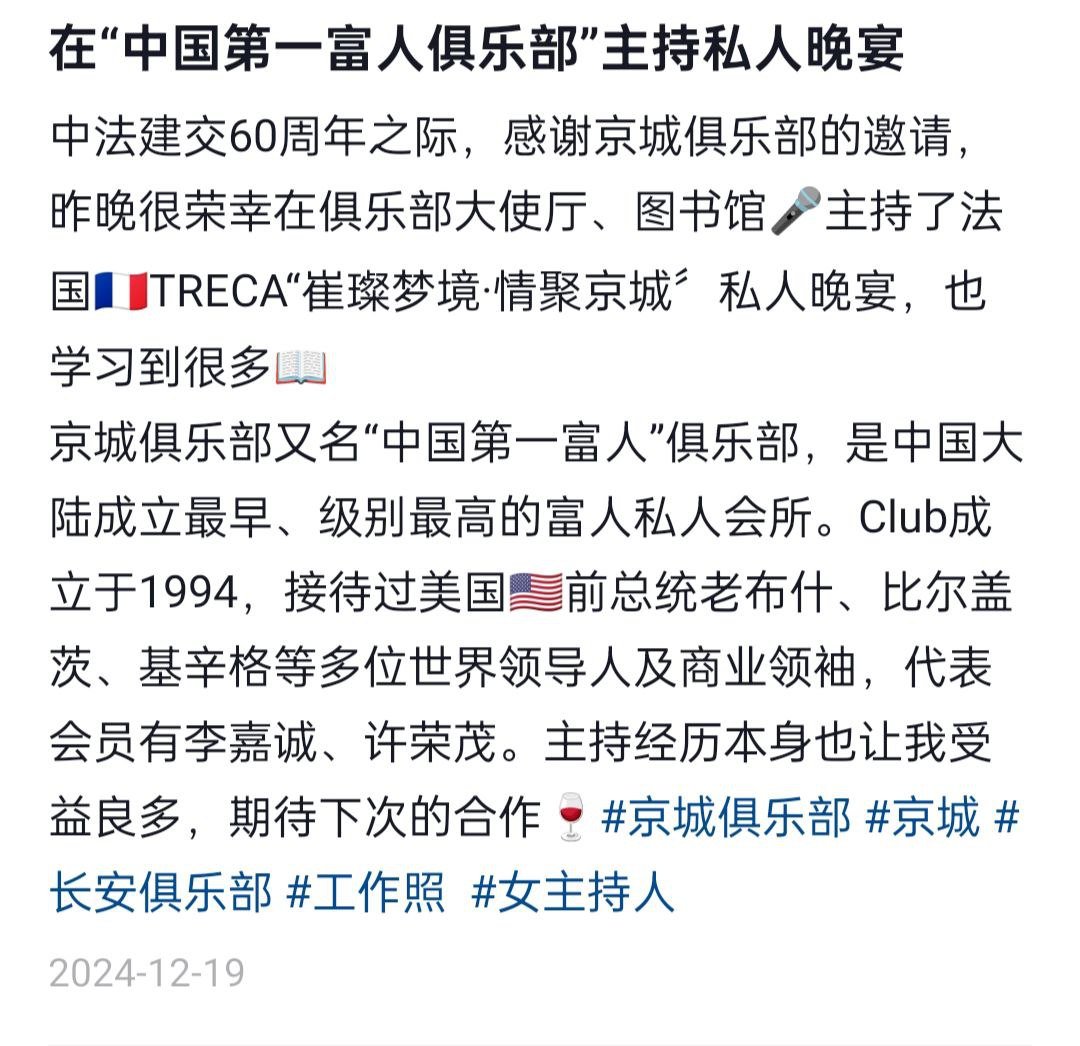 在“中国第一富人俱乐部”主持私人晚宴
中法建交60周年之际，感谢京城俱乐部的邀请，
昨晚很荣幸在俱乐部大使厅、图书馆🎤主持了法
国🇫🇷TRECA“崔璨梦境·情聚京城〞私人晚宴，也
学习到很多📖
京城俱乐部又名“中国第一富人”俱乐部，是中国大
陆成立最早、级别最高的富人私人会所。Club成
立于1994，接待过美国🇺🇸前总统老布什、比尔盖
茨、基辛格等多位世界领导人及商业领袖，代表
会员有李嘉诚、许荣茂。主持经历本身也让我受
益良多，期待下次的合作🍷#京城俱乐部 #京城 #
长安俱乐部 #工作照 #女主持人
2024-12-19